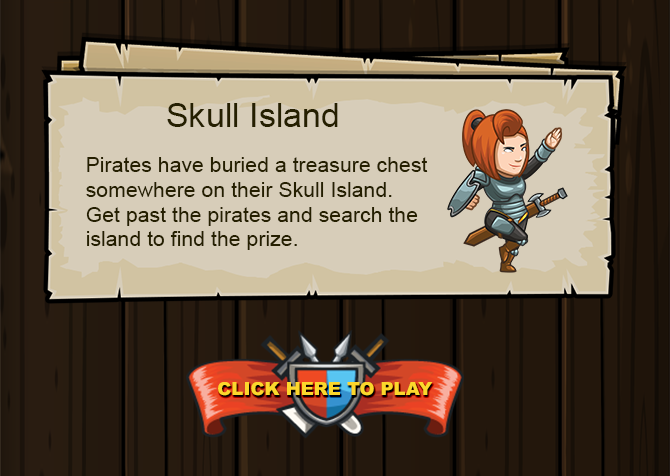 Skull Island
Pirates have buried a treasure chest
somewhere on their Skull Island.
Get past the pirates and search the
island to find the prize.
CLICK HERE TO PLAY